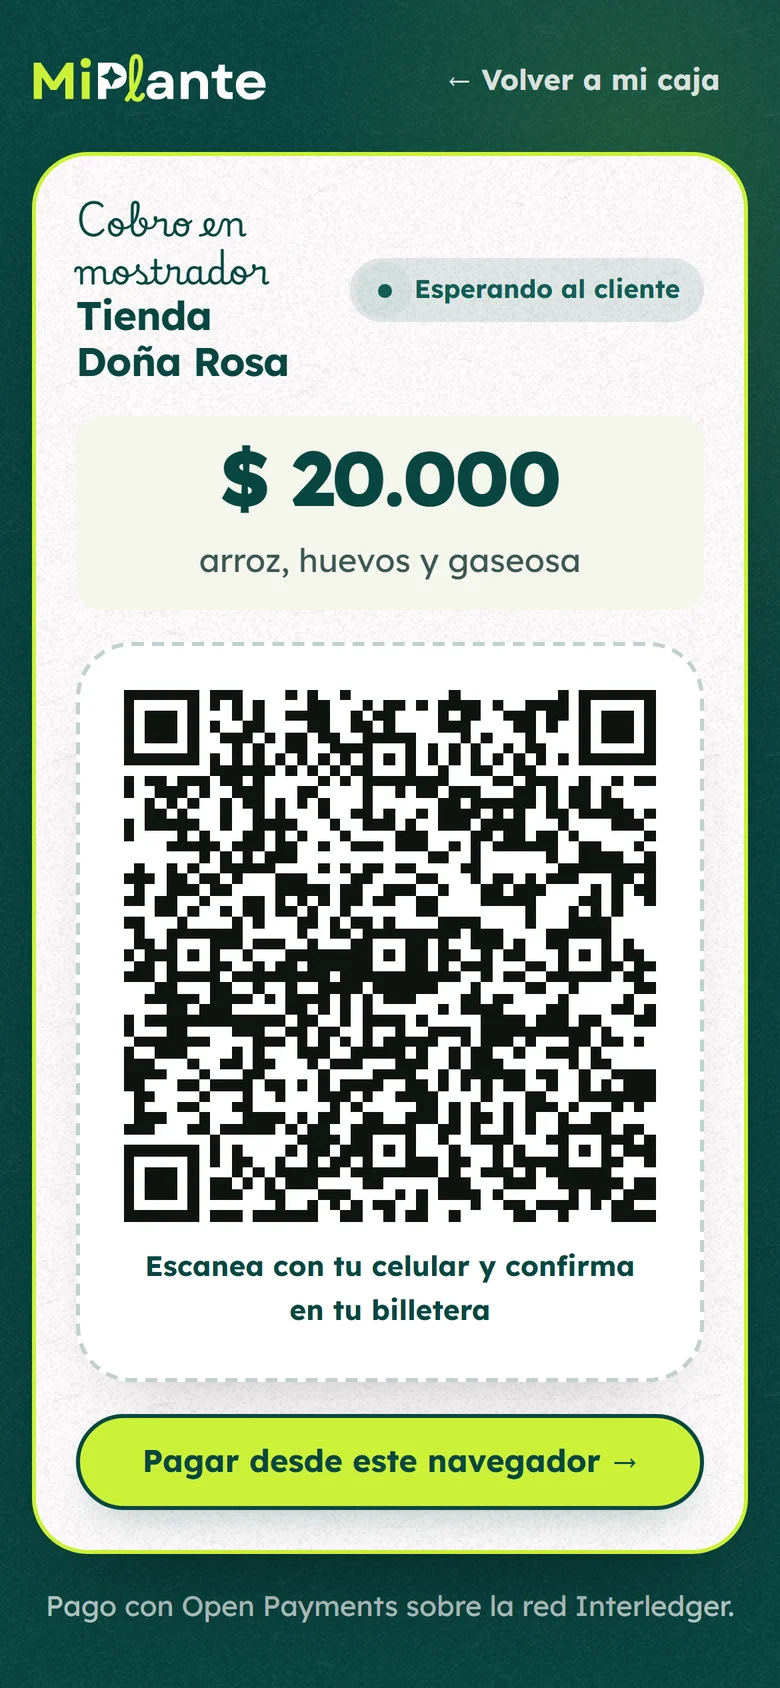 MiPlante
← Volver a mi caja
Cobro en
mostrador
Tienda
Doña Rosa
Esperando al cliente
$ 20.000
arroz, huevos y gaseosa
Escanea con tu celular y confirma
en tu billetera
Pagar desde este navegador →
Pago con Open Payments sobre la red Interledger.